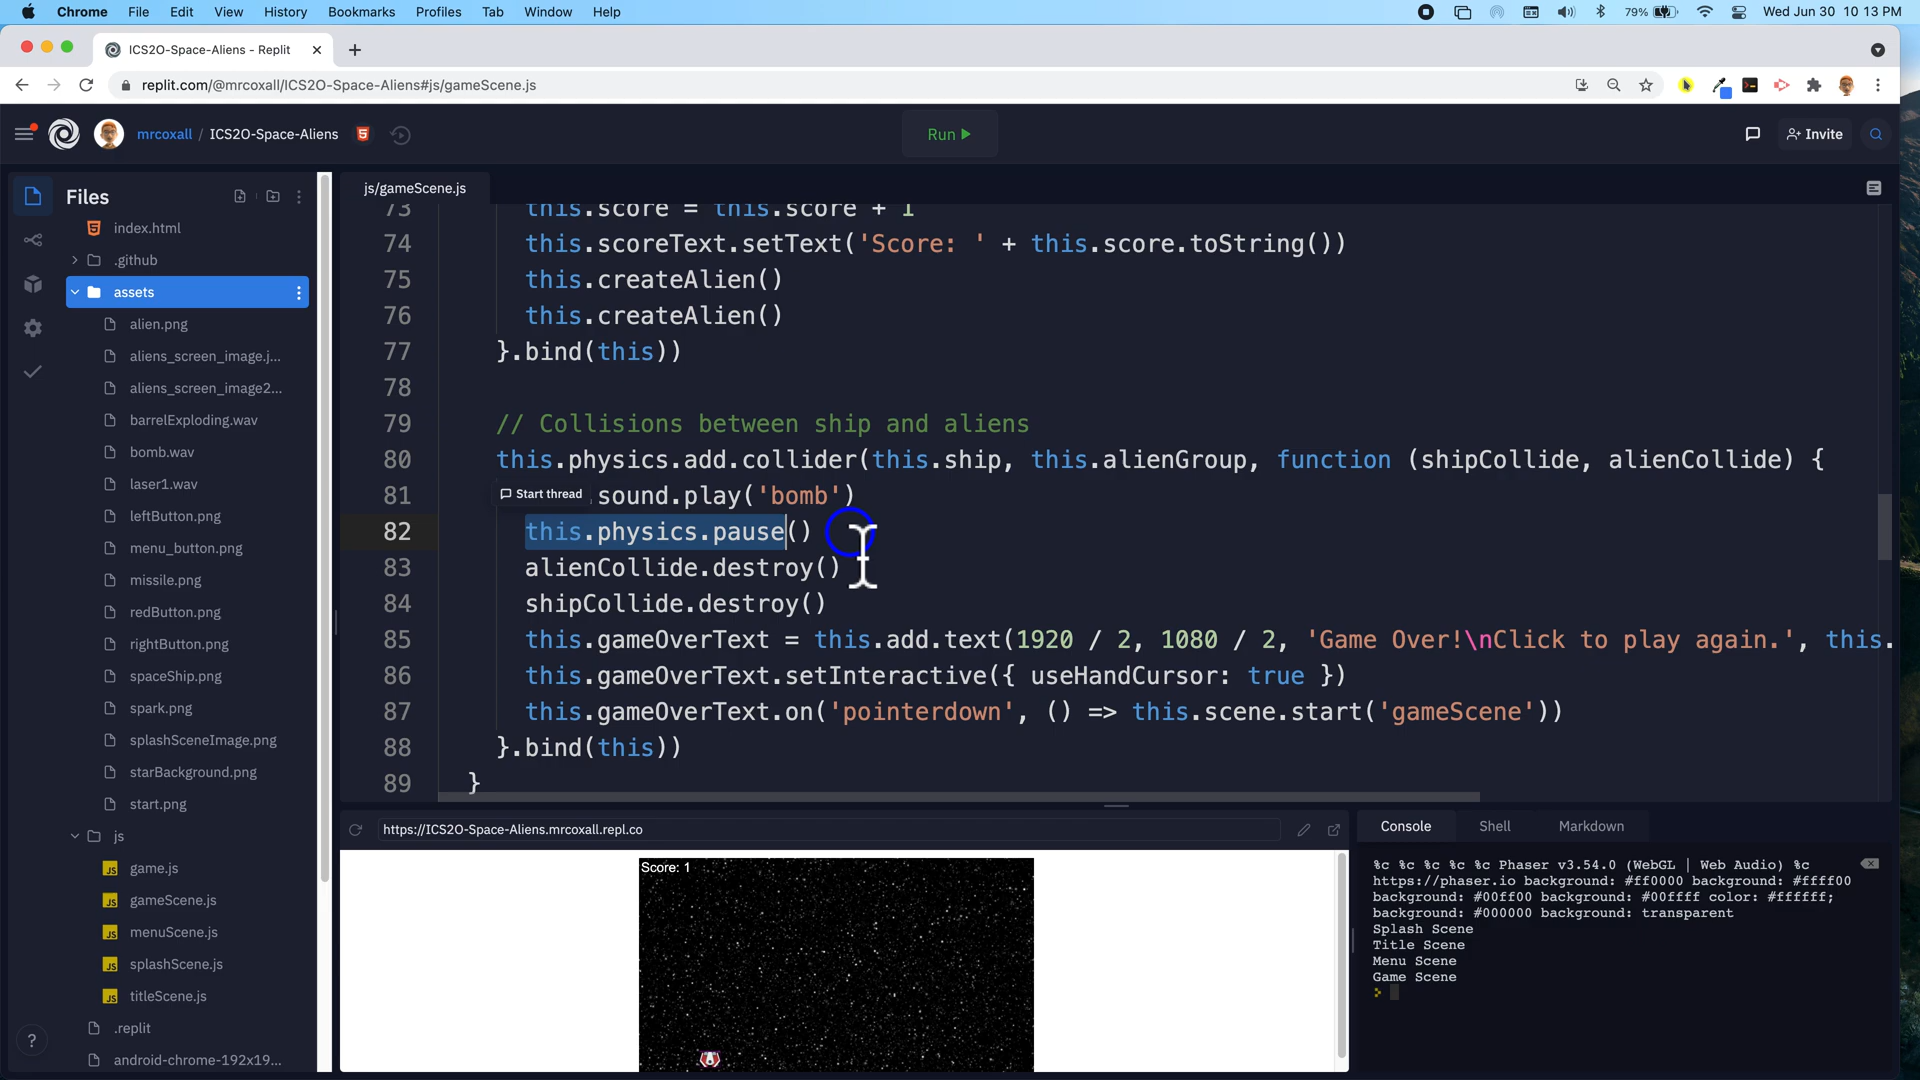 Chrome File Edit View History Bookmarks Profiles Tab Window Help 79% Wed Jun 30 10 13 PM
ICS2O-Space-Aliens - Replit
replit.com/@mrcoxall/ICS2O-Space-Aliens#js/gameScene.js
mrcoxall / ICS2O-Space-Aliens
Run
Invite
Files
index.html
.github
assets
alien.png
aliens_screen_image.j...
aliens_screen_image2...
barrelExploding.wav
bomb.wav
laser1.wav
leftButton.png
menu_button.png
missile.png
redButton.png
rightButton.png
spaceShip.png
spark.png
splashSceneImage.png
starBackground.png
start.png
js
game.js
gameScene.js
menuScene.js
splashScene.js
titleScene.js
.replit
android-chrome-192x19...
js/gameScene.js
73 this.score = this.score + 1
74 this.scoreText.setText('Score: ' + this.score.toString())
75 this.createAlien()
76 this.createAlien()
77 }.bind(this))
78
79 // Collisions between ship and aliens
80 this.physics.add.collider(this.ship, this.alienGroup, function (shipCollide, alienCollide) {
Start thread
81 sound.play('bomb')
82 this.physics.pause()
83 alienCollide.destroy()
84 shipCollide.destroy()
85 this.gameOverText = this.add.text(1920 / 2, 1080 / 2, 'Game Over!\nClick to play again.', this.
86 this.gameOverText.setInteractive({ useHandCursor: true })
87 this.gameOverText.on('pointerdown', () => this.scene.start('gameScene'))
88 }.bind(this))
89 }
https://ICS2O-Space-Aliens.mrcoxall.repl.co
Score: 1
Console Shell Markdown
%c %c %c %c %c Phaser v3.54.0 (WebGL | Web Audio) %c
https://phaser.io background: #ff0000 background: #ffff00
background: #00ff00 background: #00ffff color: #ffffff;
background: #000000 background: transparent
Splash Scene
Title Scene
Menu Scene
Game Scene